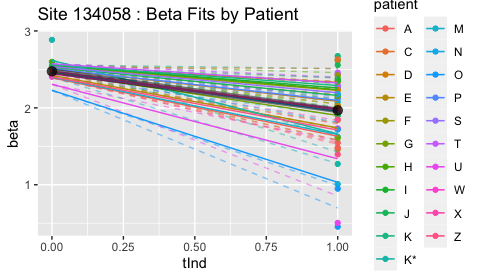 Site 134058 : Beta Fits by Patient
patient
3
2
1
beta
0.00 0.25 0.50 0.75 1.00
tInd
A M
C N
D O
E P
F S
G T
H U
I W
J X
K Z
K*